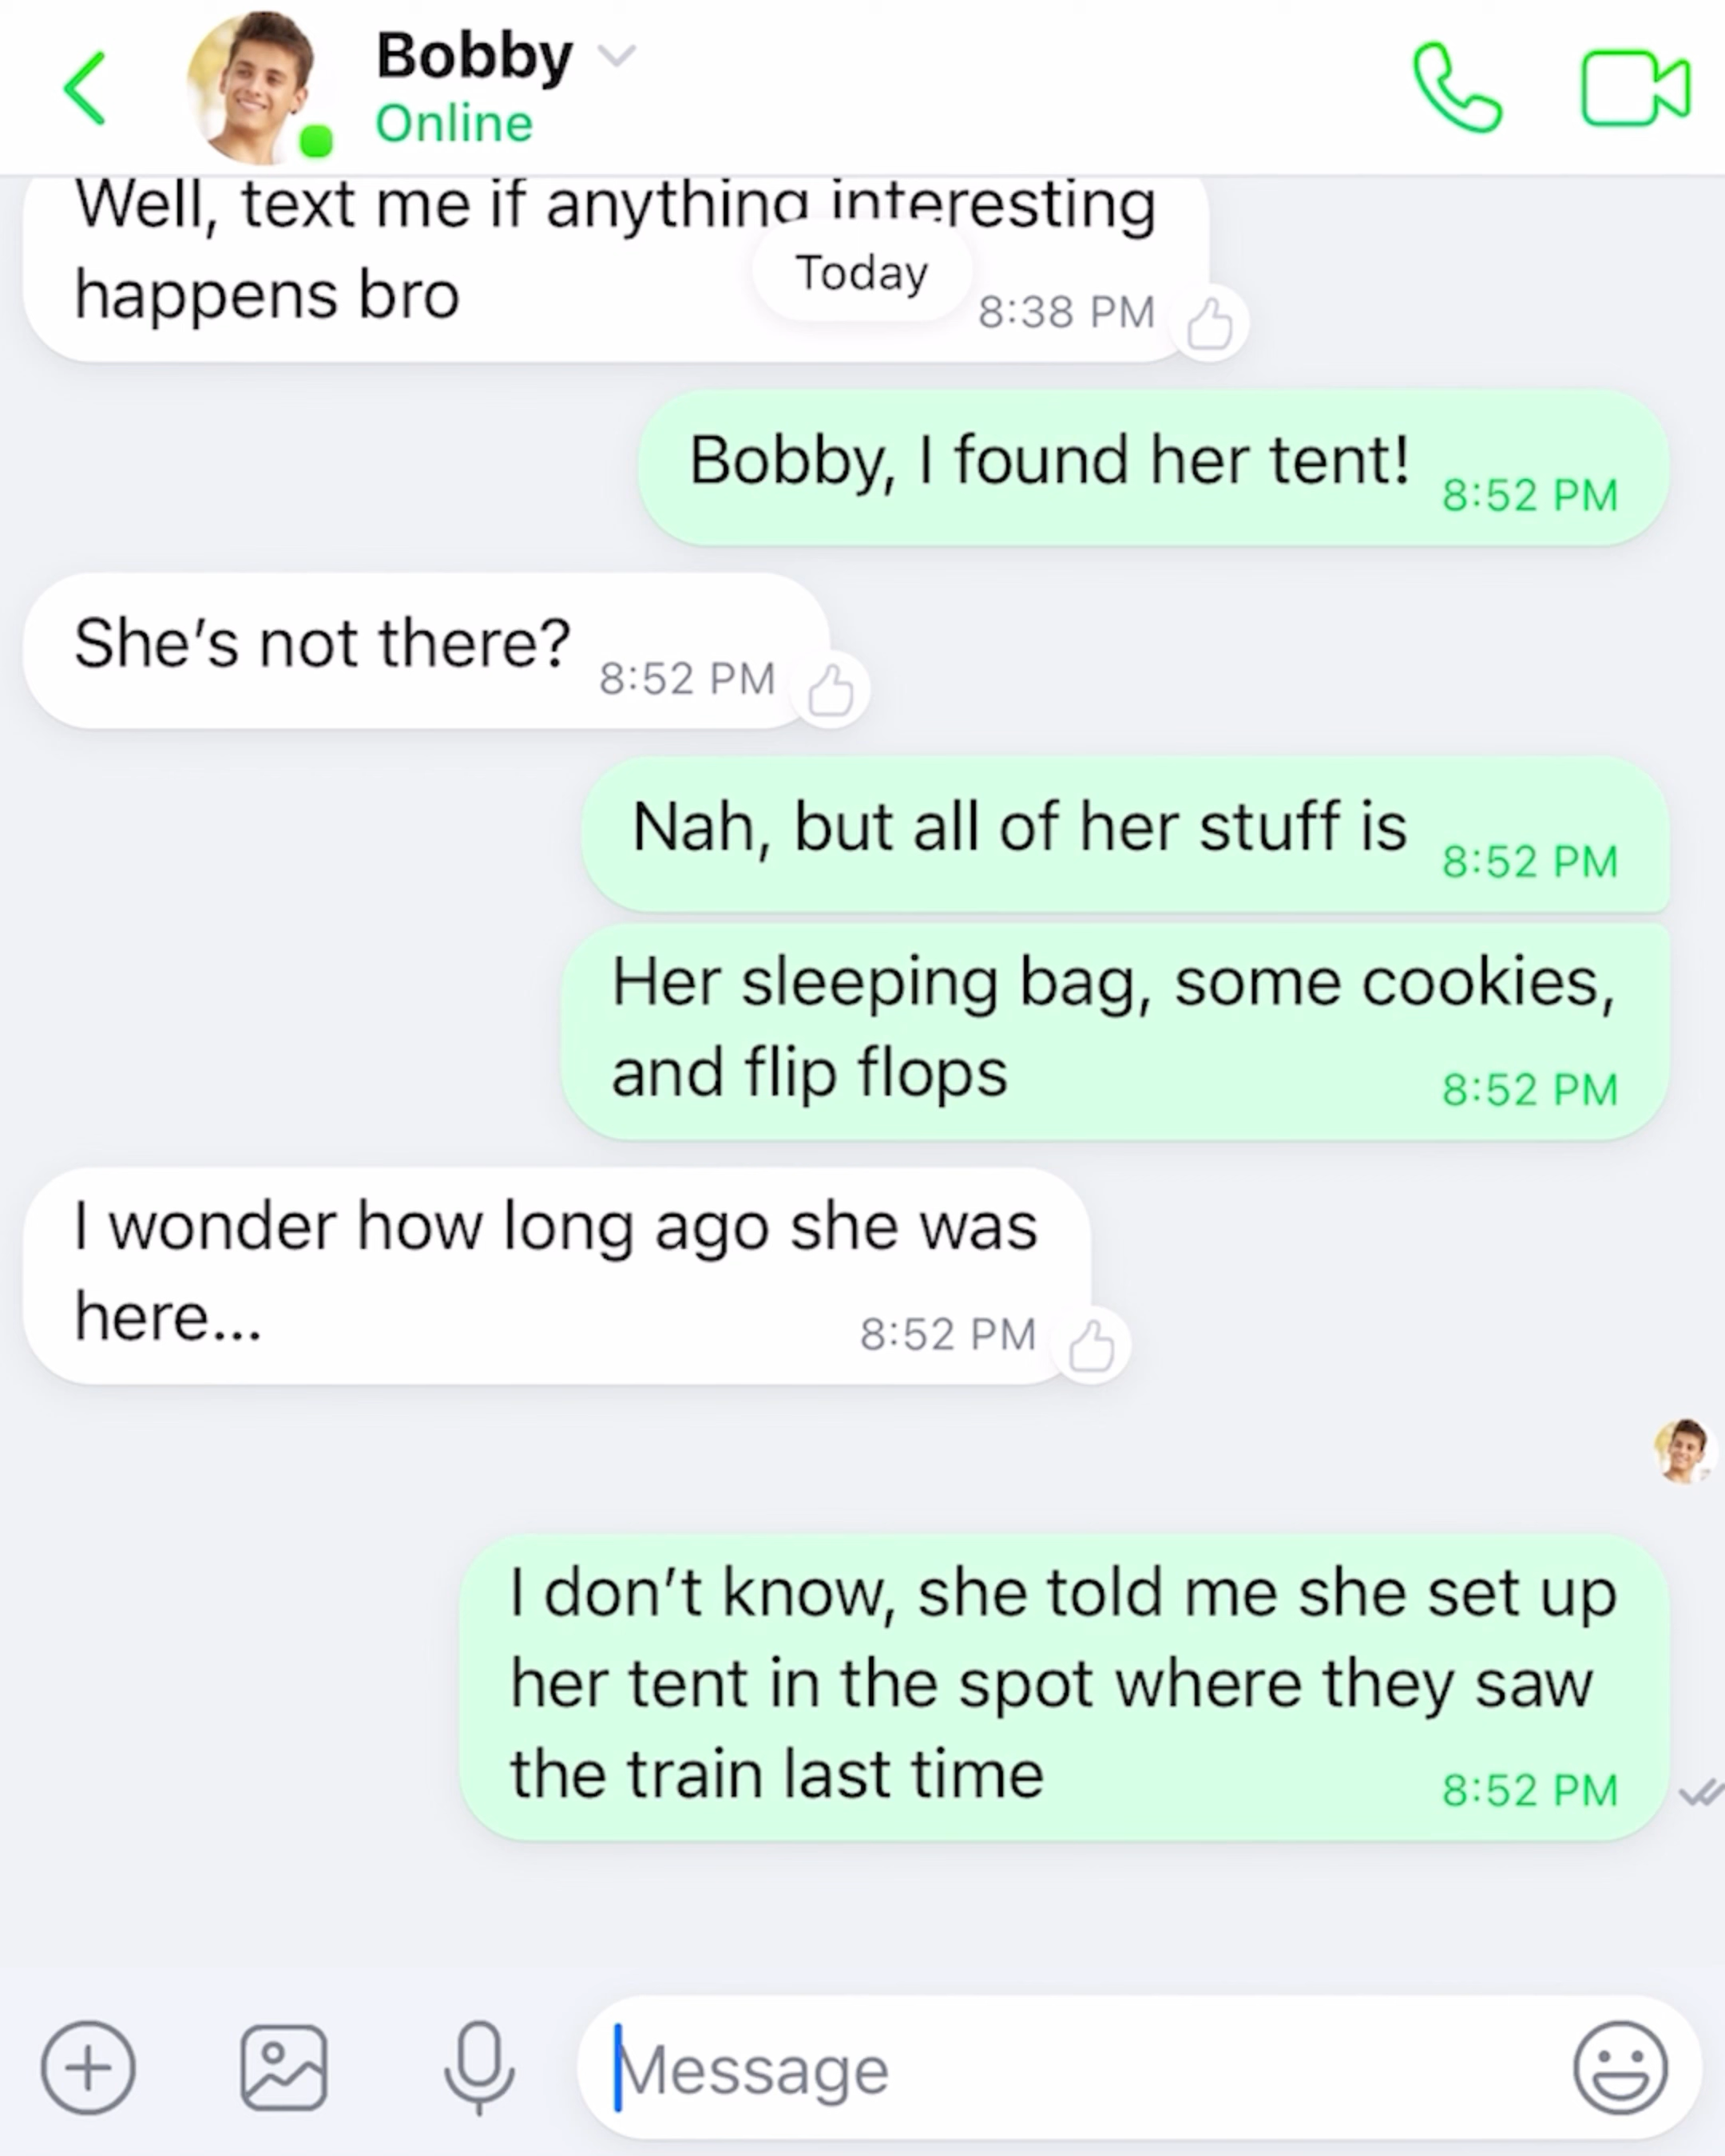 Bobby
Online
Well, text me if anything interesting
happens bro
Today
8:38 PM
Bobby, I found her tent!
8:52 PM
She’s not there?
8:52 PM
Nah, but all of her stuff is
8:52 PM
Her sleeping bag, some cookies,
and flip flops
8:52 PM
I wonder how long ago she was
here...
8:52 PM
I don’t know, she told me she set up
her tent in the spot where they saw
the train last time
8:52 PM
Message